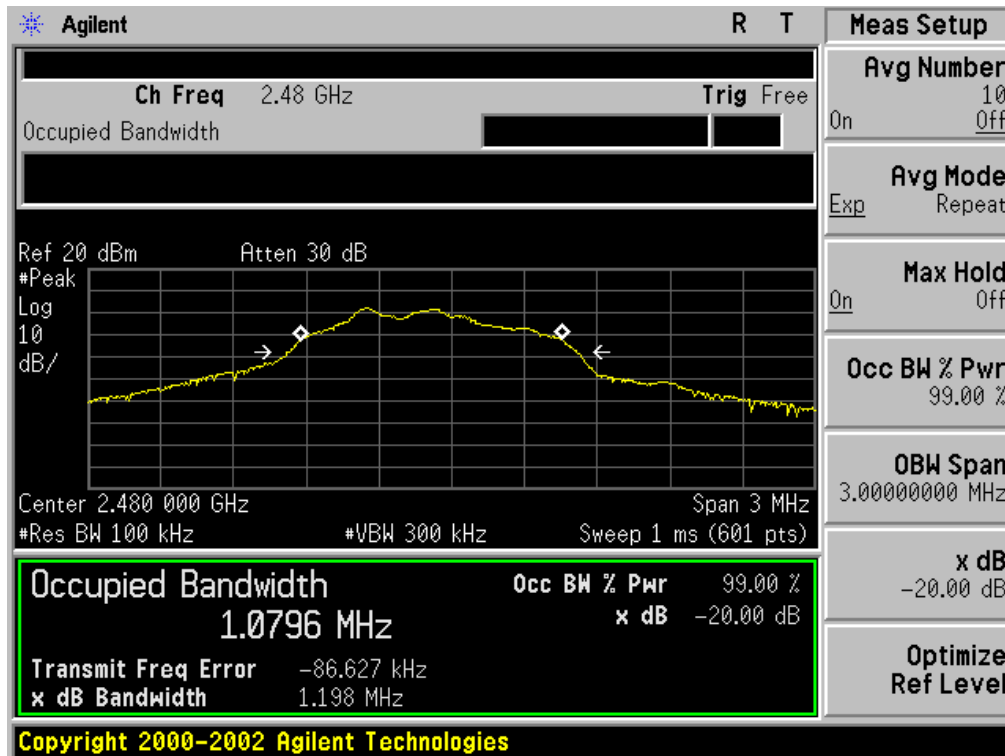 Agilent R T
Ch Freq 2.48 GHz Trig Free
Occupied Bandwidth
Ref 20 dBm Atten 30 dB
#Peak
Log
10
dB/
Center 2.480 000 GHz Span 3 MHz
#Res BW 100 kHz #VBW 300 kHz Sweep 1 ms (601 pts)
Occupied Bandwidth
1.0796 MHz
Occ BW % Pwr 99.00 %
x dB -20.00 dB
Transmit Freq Error -86.627 kHz
x dB Bandwidth 1.198 MHz
Meas Setup
Avg Number
10
On Off
Avg Mode
Exp Repeat
Max Hold
On Off
Occ BW % Pwr
99.00 %
OBW Span
3.00000000 MHz
x dB
-20.00 dB
Optimize
Ref Level
Copyright 2000-2002 Agilent Technologies